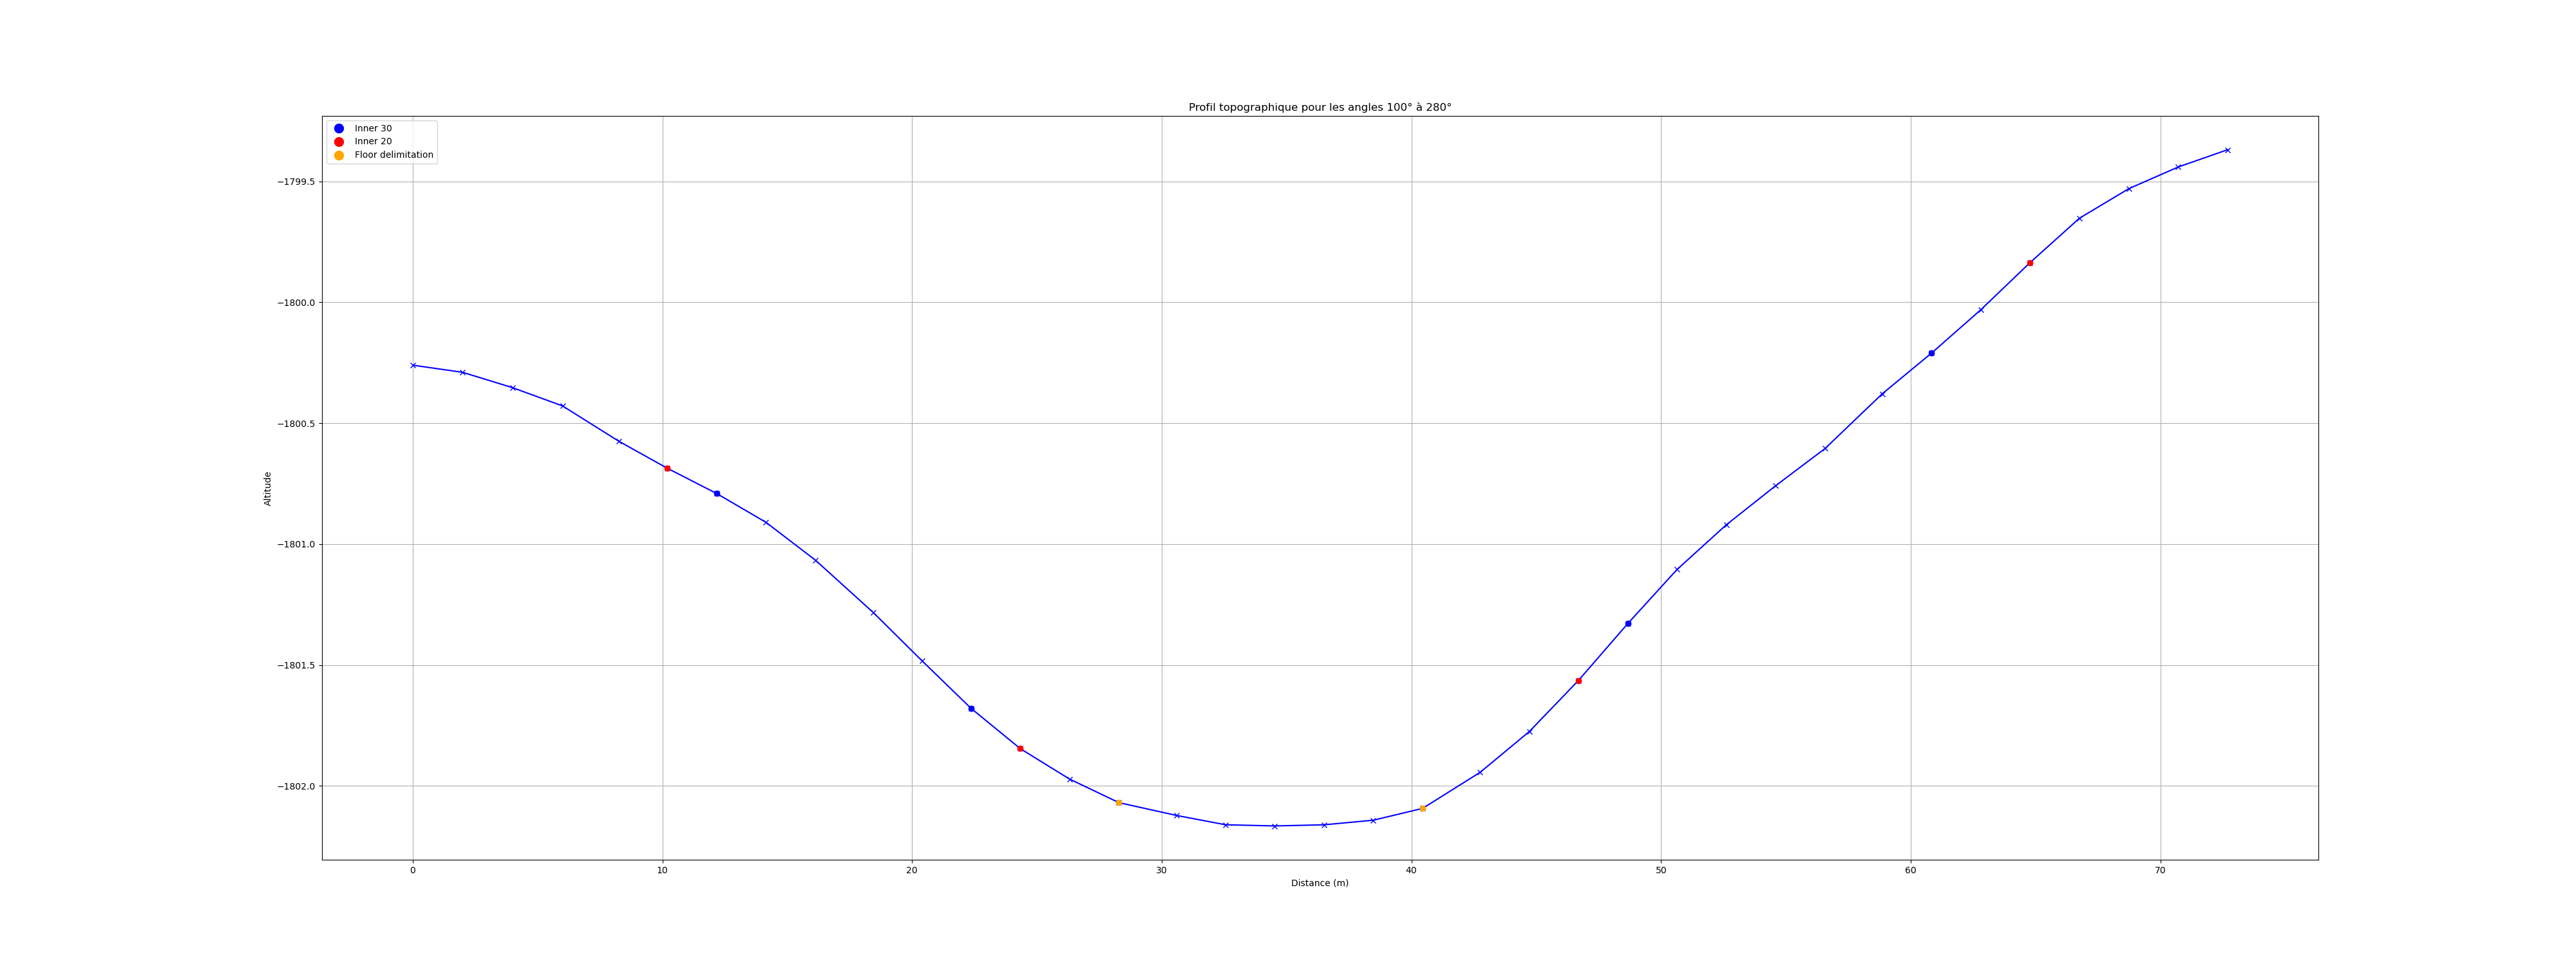 Profil topographique pour les angles 100° à 280°
Inner 30
Inner 20
Floor delimitation
−1799.5
−1800.0
−1800.5
−1801.0
−1801.5
−1802.0
Altitude
0 10 20 30 40 50 60 70
Distance (m)